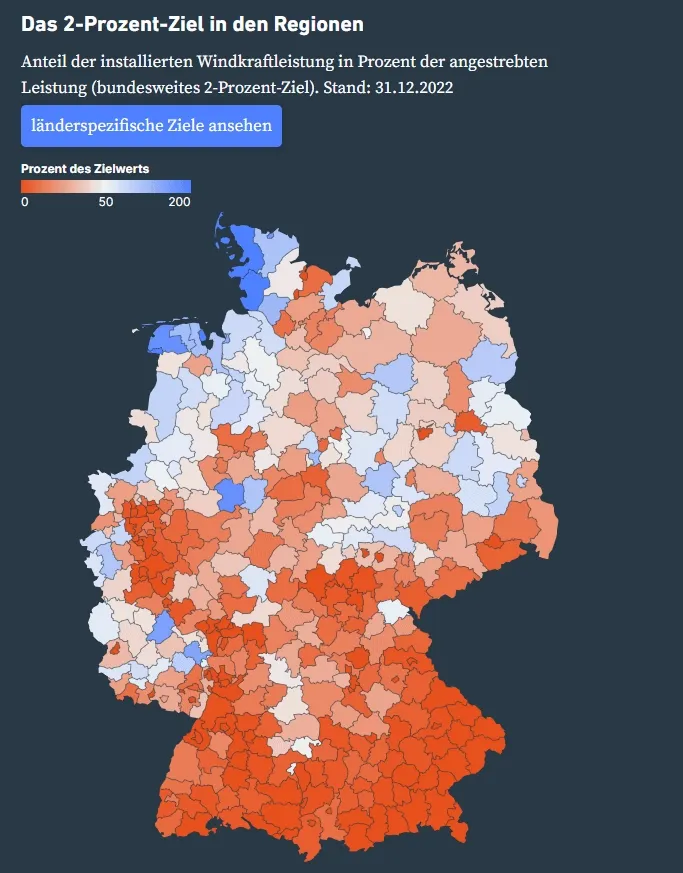 Das 2-Prozent-Ziel in den Regionen
Anteil der installierten Windkraftleistung in Prozent der angestrebten
Leistung (bundesweites 2-Prozent-Ziel). Stand: 31.12.2022
länderspezifische Ziele ansehen
Prozent des Zielwerts
0 50 200